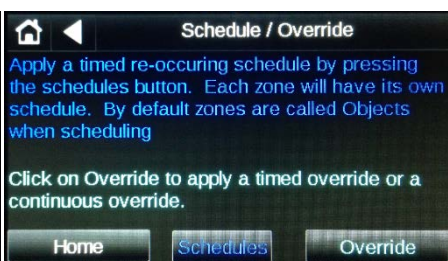 Schedule / Override
Apply a timed re-occuring schedule by pressing
the schedules button. Each zone will have its own
schedule. By default zones are called Objects
when scheduling
Click on Override to apply a timed override or a
continuous override.
Home Schedules Override